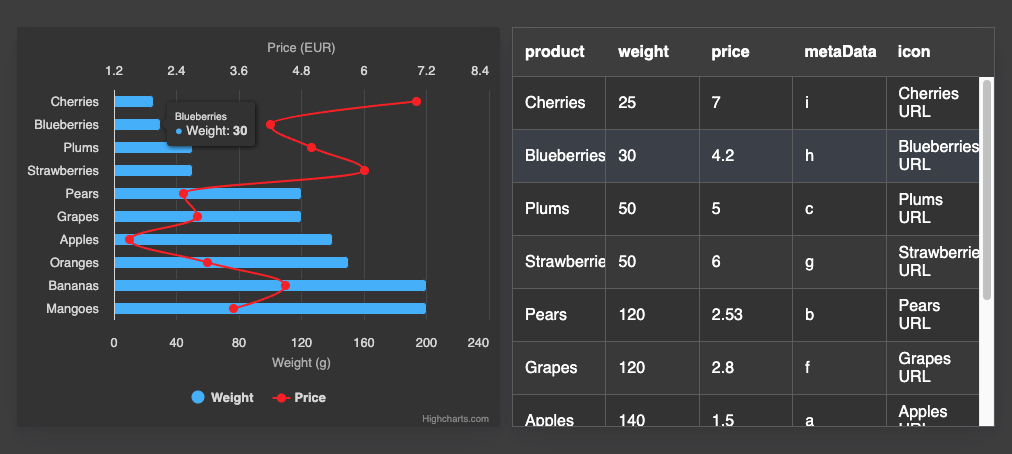 Price (EUR)
1.2 2.4 3.6 4.8 6 7.2 8.4
Cherries
Blueberries
Plums
Strawberries
Pears
Grapes
Apples
Oranges
Bananas
Mangoes
Blueberries
● Weight: 30
0 40 80 120 160 200 240
Weight (g)
Weight Price
Highcharts.com
product weight price metaData icon
Cherries 25 7 i Cherries
URL
Blueberries 30 4.2 h Blueberries
URL
Plums 50 5 c Plums
URL
Strawberrie 50 6 g Strawberrie
URL
Pears 120 2.53 b Pears
URL
Grapes 120 2.8 f Grapes
URL
Apples 140 1.5 a Apples
URL